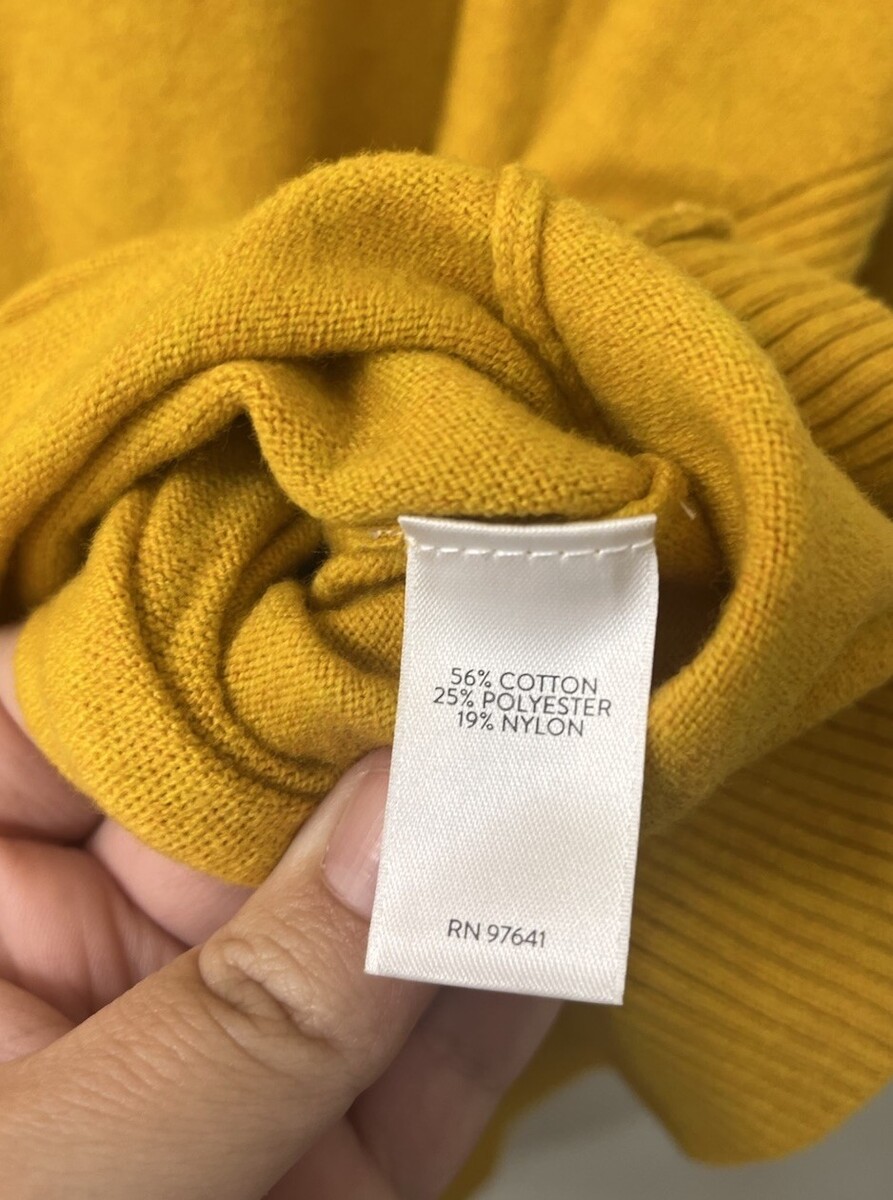 56% COTTON
25% POLYESTER
19% NYLON
RN 97641